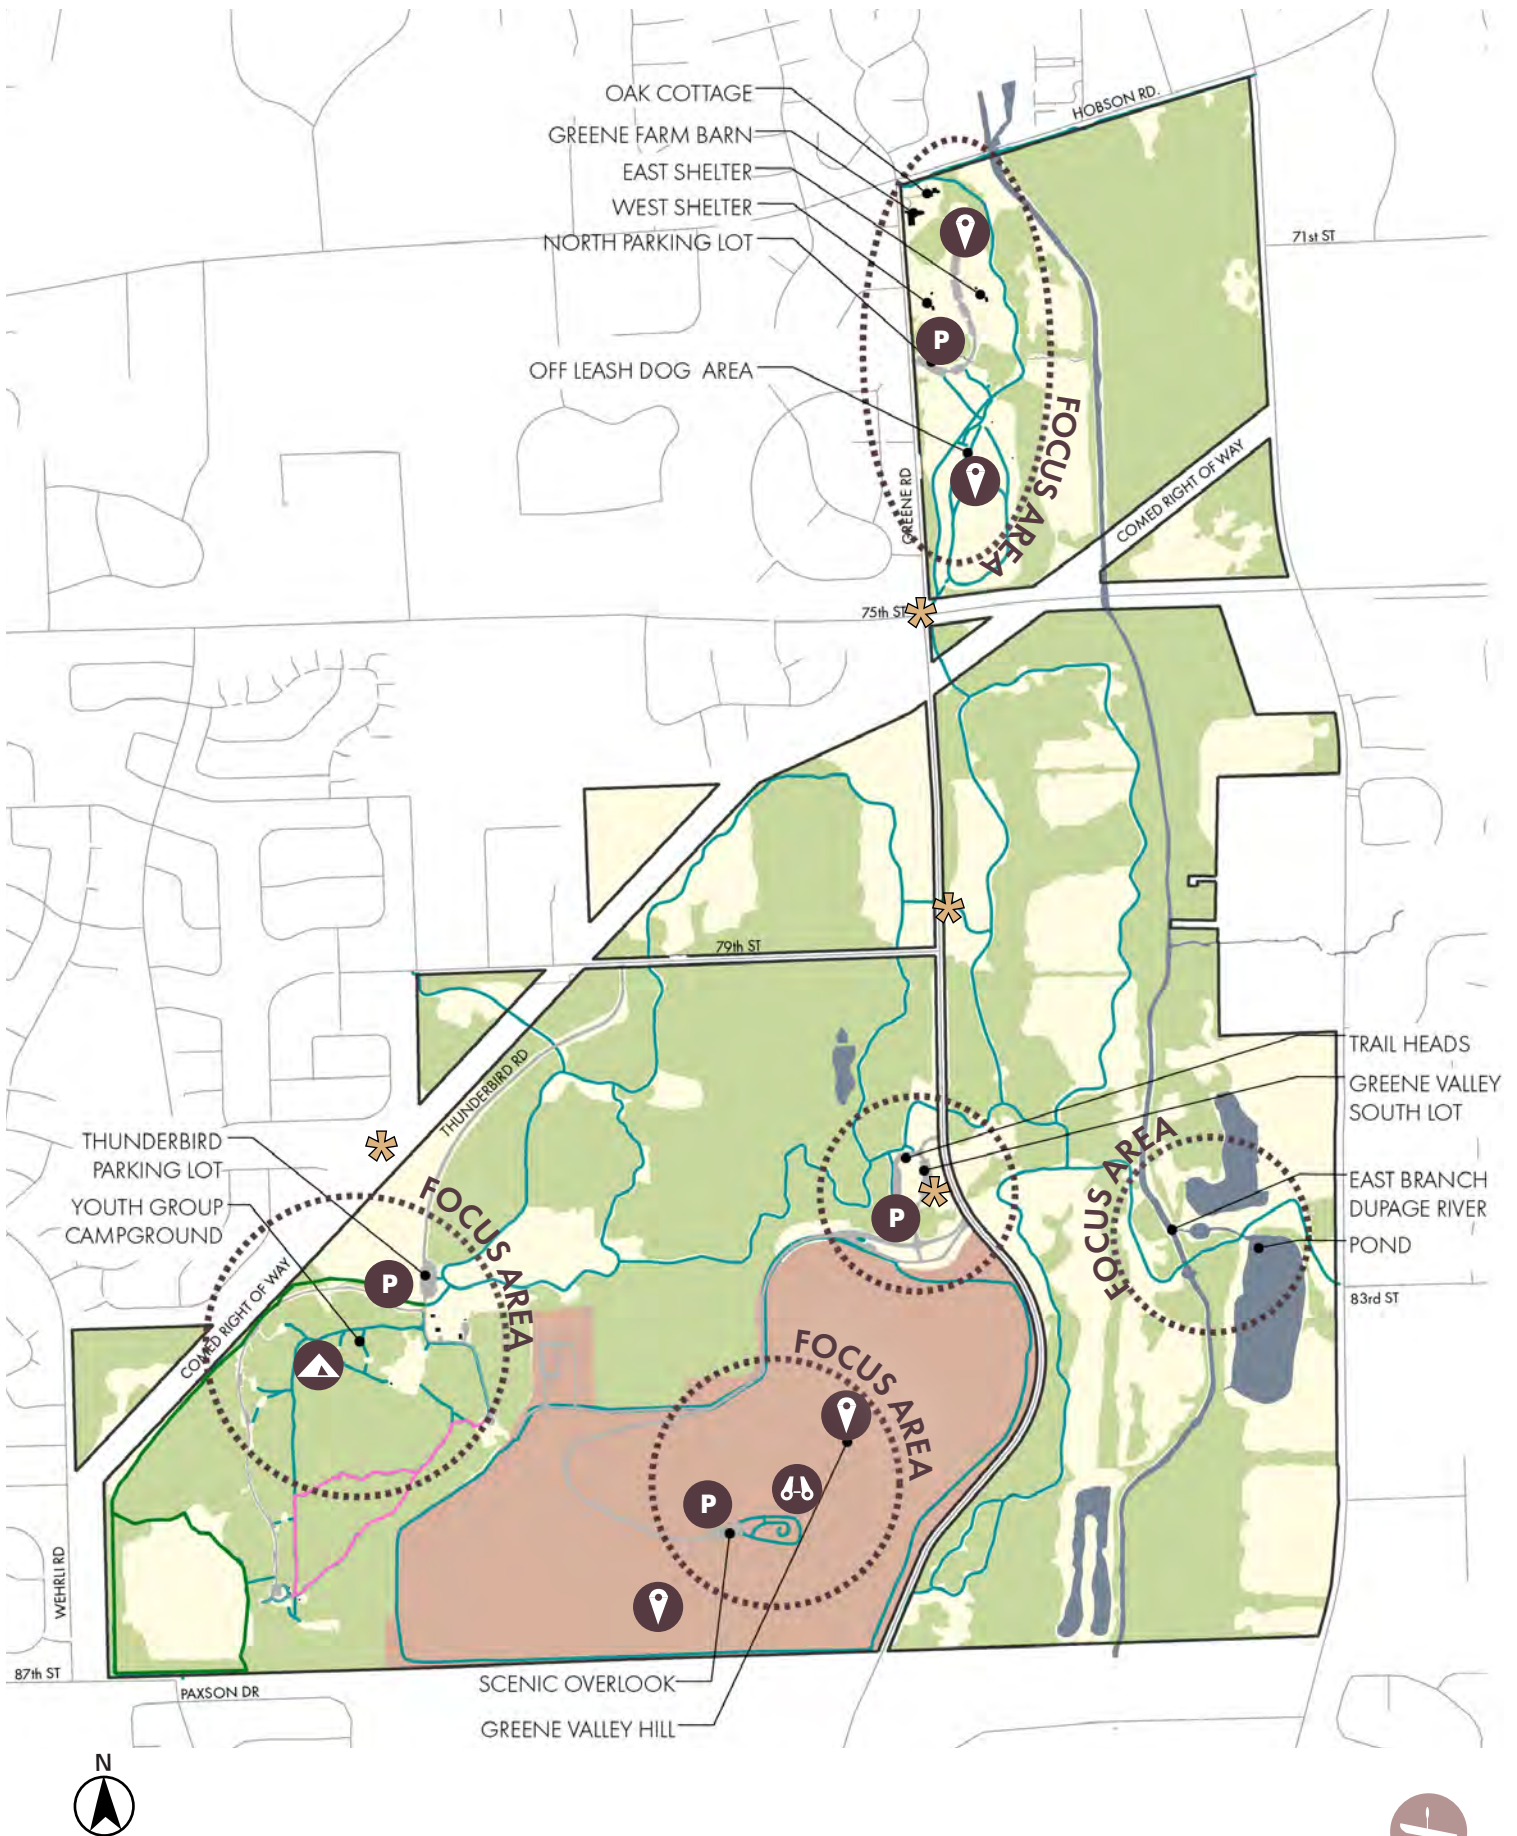 OAK COTTAGE
GREENE FARM BARN
EAST SHELTER
WEST SHELTER
NORTH PARKING LOT
HOBSON RD.
71st ST
P
OFF LEASH DOG AREA
FOCUS AREA
GREENE RD
COMED RIGHT OF WAY
75th ST
79th ST
THUNDERBIRD RD
TRAIL HEADS
GREENE VALLEY
SOUTH LOT
THUNDERBIRD
PARKING LOT
YOUTH GROUP
CAMPGROUND
FOCUS AREA
P
P
FOCUS AREA
EAST BRANCH
DUPAGE RIVER
POND
83rd ST
COMED RIGHT OF WAY
FOCUS AREA
P
WEHRLI RD
87th ST
PAXSON DR
SCENIC OVERLOOK
GREENE VALLEY HILL
N